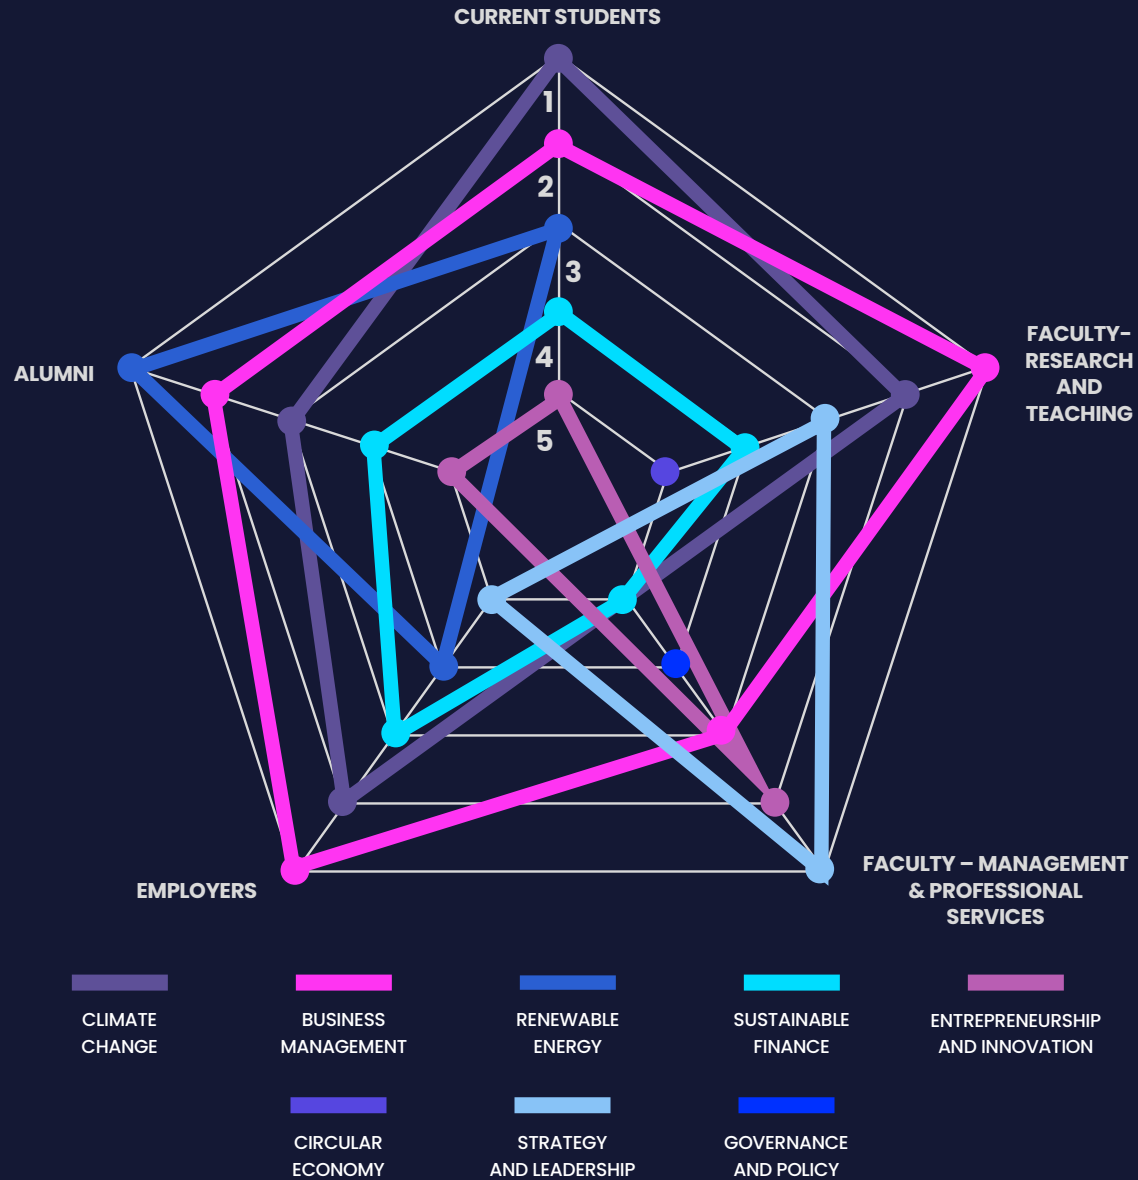 CURRENT STUDENTS
1
2
3
4
5
FACULTY–
RESEARCH
AND
TEACHING
ALUMNI
EMPLOYERS
FACULTY – MANAGEMENT
& PROFESSIONAL
SERVICES
CLIMATE
CHANGE
BUSINESS
MANAGEMENT
RENEWABLE
ENERGY
SUSTAINABLE
FINANCE
ENTREPRENEURSHIP
AND INNOVATION
CIRCULAR
ECONOMY
STRATEGY
AND LEADERSHIP
GOVERNANCE
AND POLICY